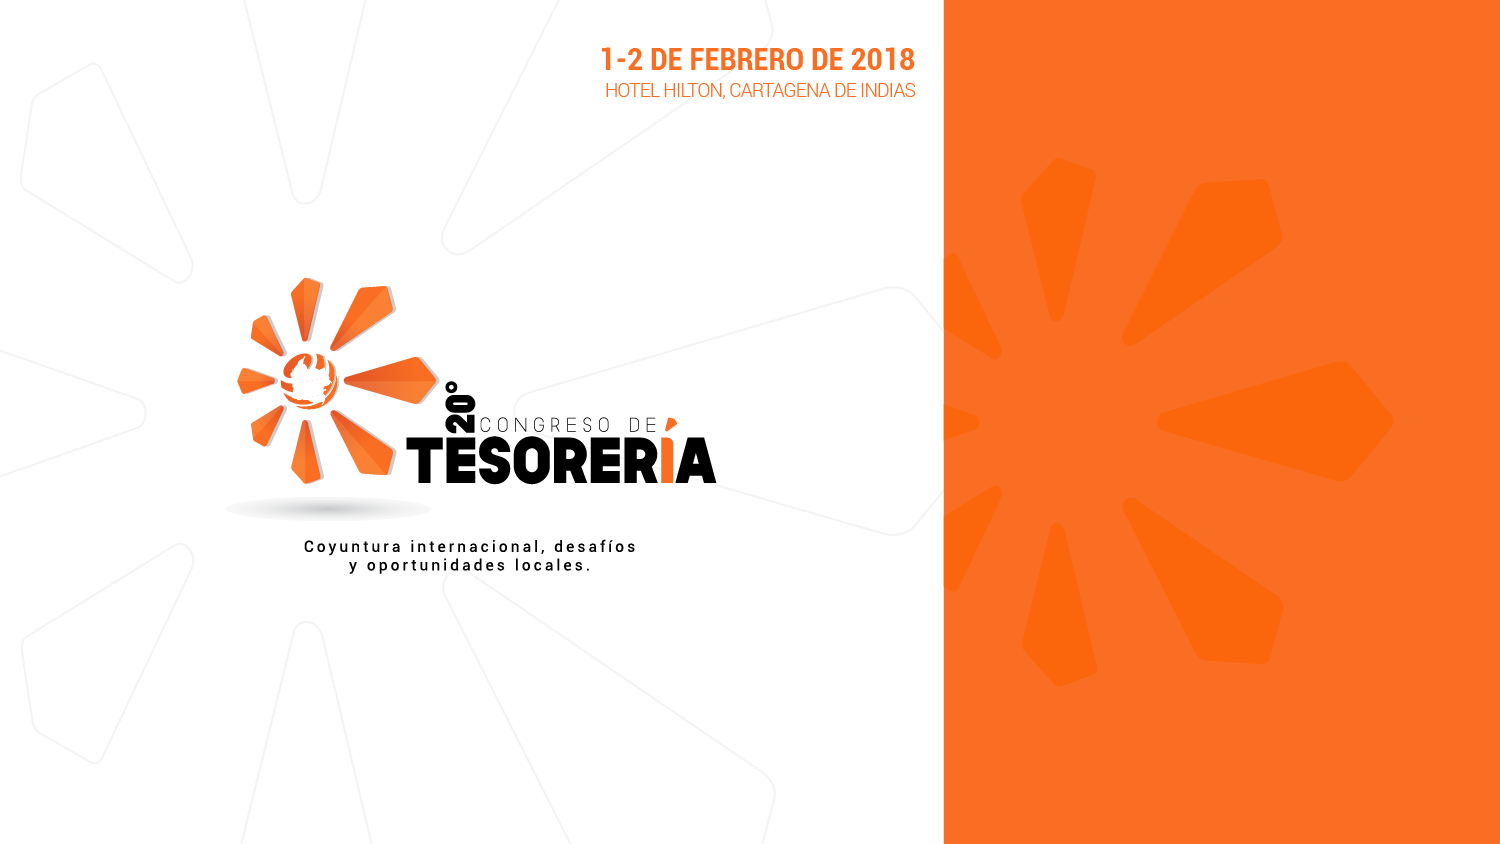 1-2 DE FEBRERO DE 2018
HOTEL HILTON, CARTAGENA DE INDIAS
20°
CONGRESO DE
TESORERÍA
Coyuntura internacional, desafíos
y oportunidades locales.